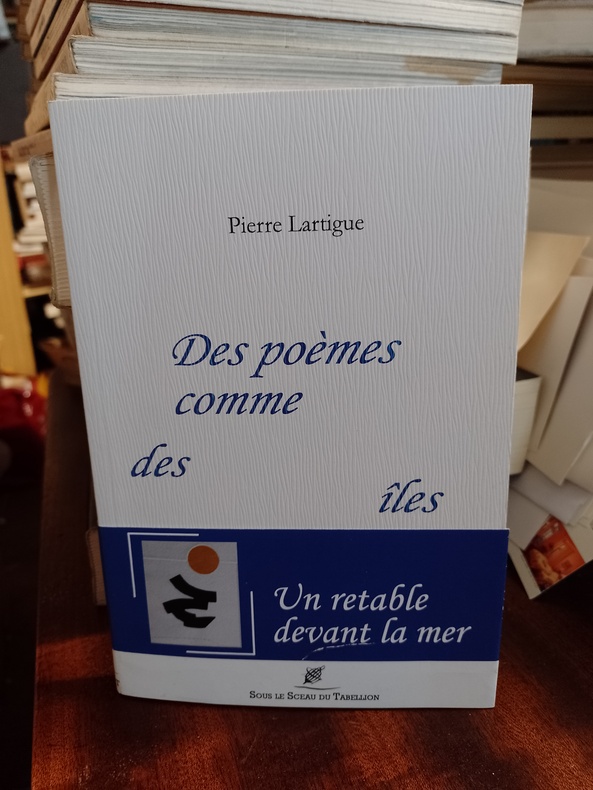 Pierre Lartigue
Des poèmes
comme
des
îles
Un retable
devant la mer
Sous le Sceau du Tabellion